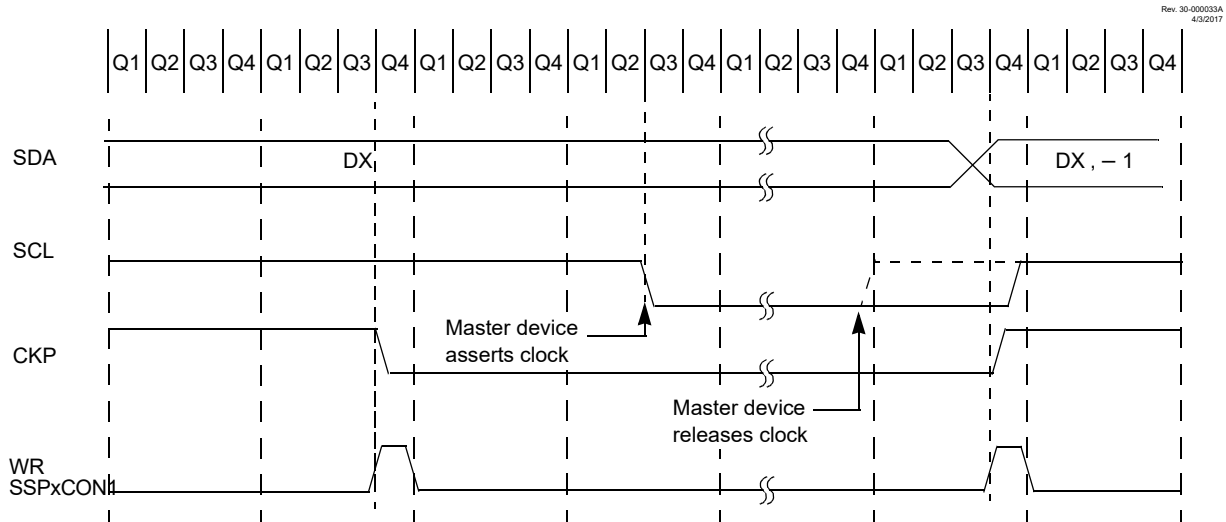 Rev. 30-000033A
4/3/2017
Q1 Q2 Q3 Q4 Q1 Q2 Q3 Q4 Q1 Q2 Q3 Q4 Q1 Q2 Q3 Q4 Q1 Q2 Q3 Q4 Q1 Q2 Q3 Q4 Q1 Q2 Q3 Q4
SDA
DX
DX , – 1
SCL
Master device
asserts clock
CKP
Master device
releases clock
WR
SSPxCON1